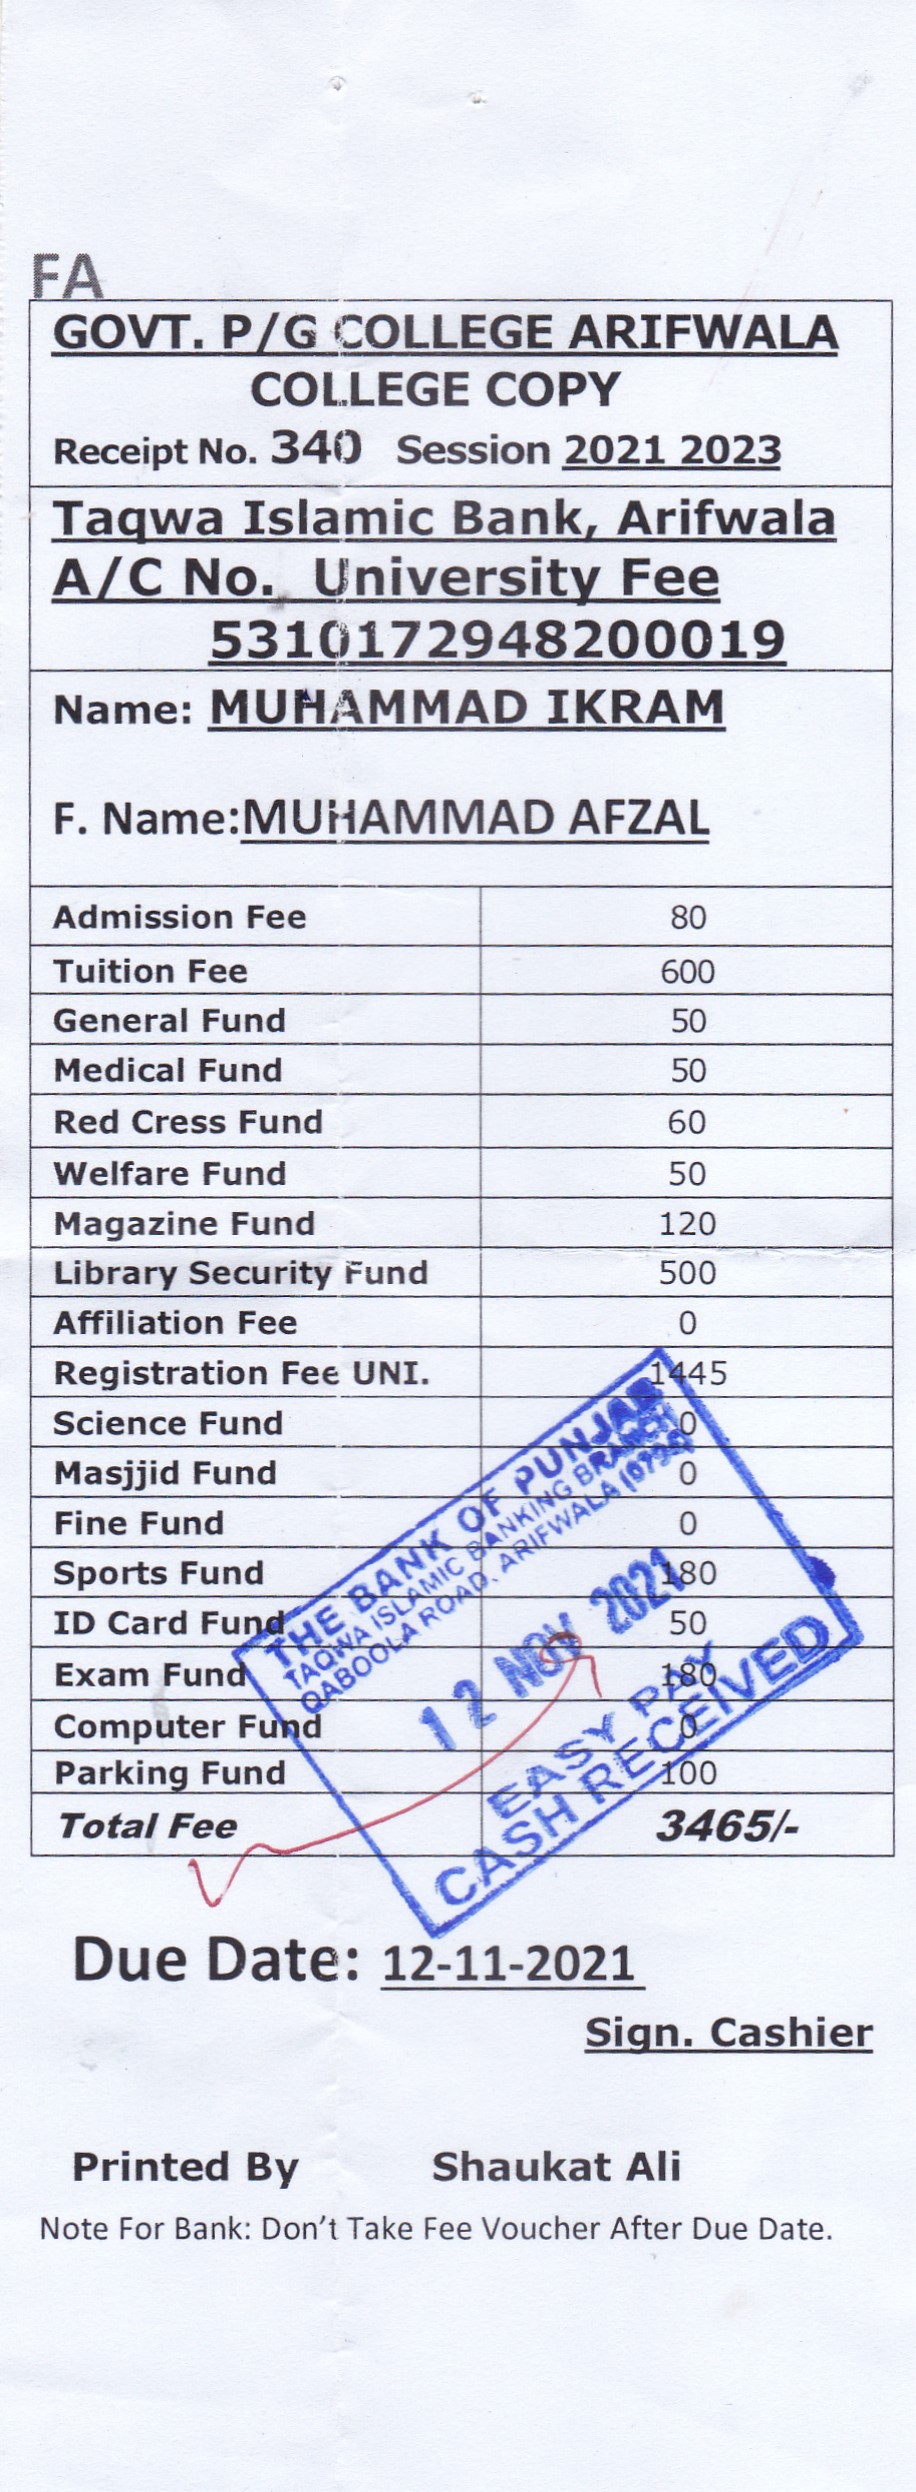 FA
GOVT. P/G COLLEGE ARIFWALA
COLLEGE COPY
Receipt No. 340 Session 2021 2023
Taqwa Islamic Bank, Arifwala
A/C No. University Fee
5310172948200019
Name: MUHAMMAD IKRAM
F. Name:MUHAMMAD AFZAL
Admission Fee 80
Tuition Fee 600
General Fund 50
Medical Fund 50
Red Cress Fund 60
Welfare Fund 50
Magazine Fund 120
Library Security Fund 500
Affiliation Fee 0
Registration Fee UNI. 1445
Science Fund 0
Masjjid Fund 0
Fine Fund 0
Sports Fund 180
ID Card Fund 50
Exam Fund 180
Computer Fund 0
Parking Fund 100
Total Fee 3465/-
THE BANK OF PUNJAB
TAQWA ISLAMIC BANKING BRANCH
QABOOLA ROAD, ARIFWALA
12 NOV 2021
EASY PAY
CASH RECEIVED
Due Date: 12-11-2021
Sign. Cashier
Printed By Shaukat Ali
Note For Bank: Don’t Take Fee Voucher After Due Date.